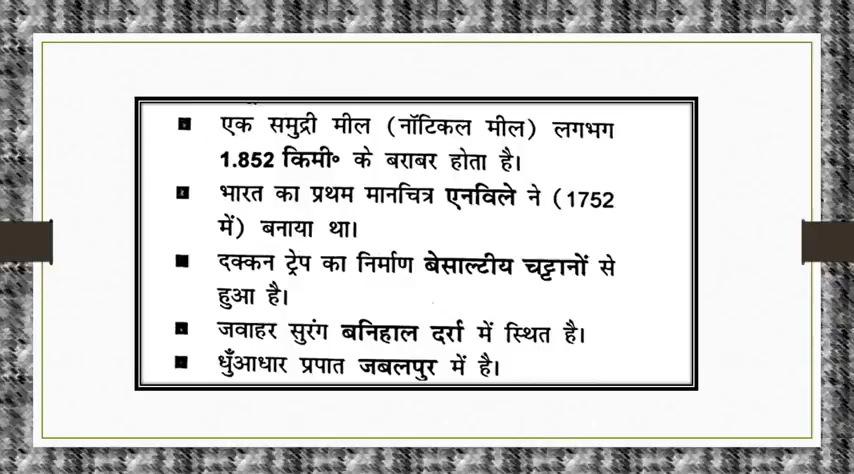 ▪ एक समुद्री मील (नॉटिकल मील) लगभग
1.852 किमी॰ के बराबर होता है।
▪ भारत का प्रथम मानचित्र एनविले ने (1752
में) बनाया था।
▪ दक्कन ट्रेप का निर्माण बेसाल्टीय चट्टानों से
हुआ है।
▪ जवाहर सुरंग बनिहाल दर्रा में स्थित है।
▪ धुँआधार प्रपात जबलपुर में है।